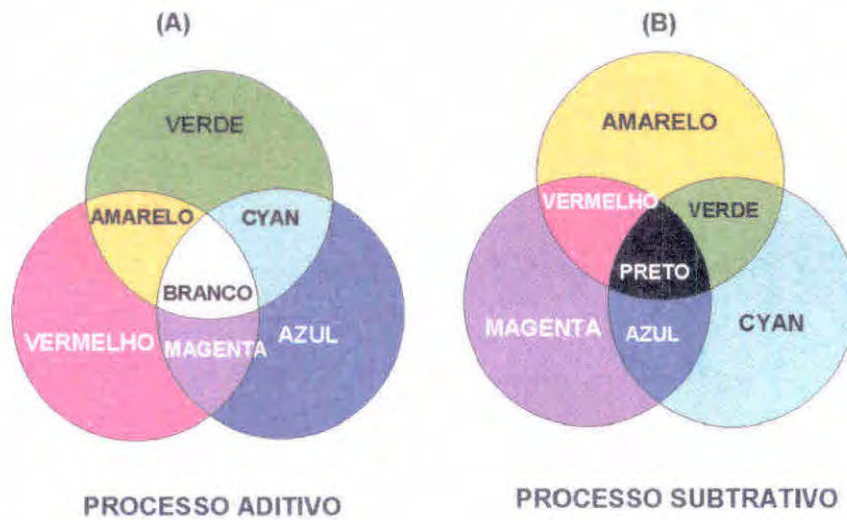 (A)
VERDE
AMARELO
CYAN
BRANCO
VERMELHO
MAGENTA
AZUL
PROCESSO ADITIVO
(B)
AMARELO
VERMELHO
VERDE
PRETO
MAGENTA
AZUL
CYAN
PROCESSO SUBTRATIVO